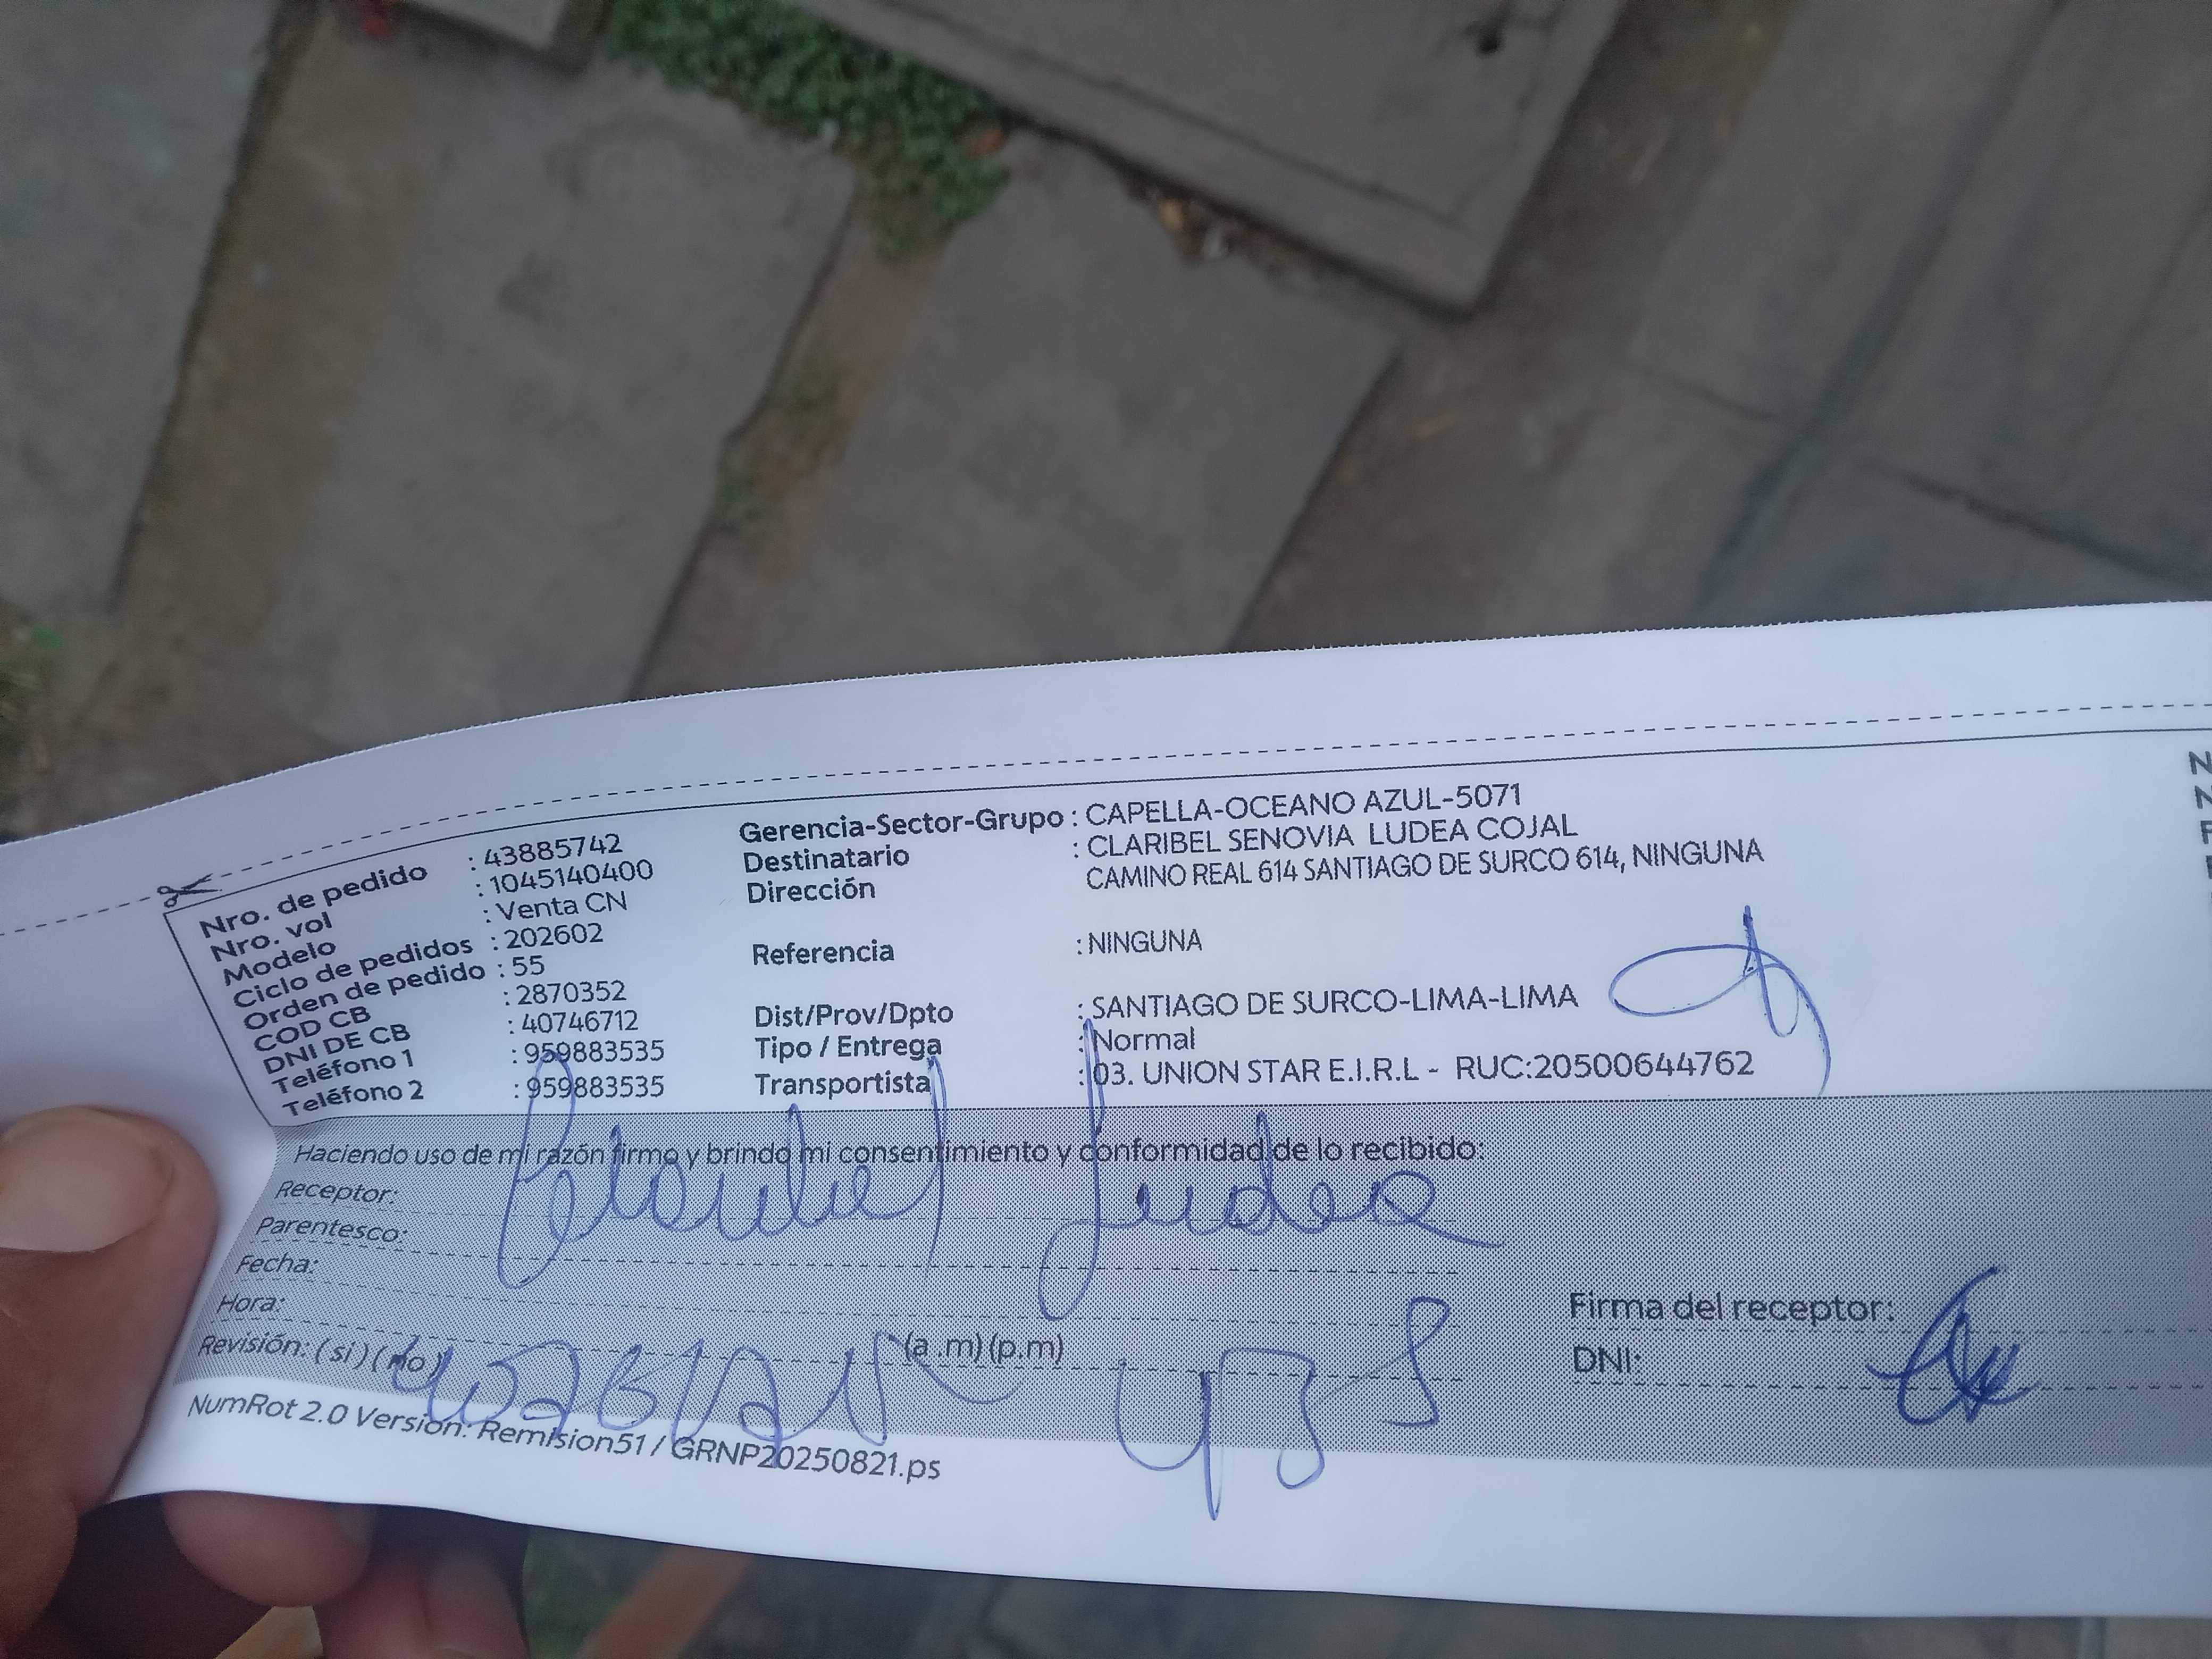 Nro. de pedido : 43885742
Nro. vol : 1045140400
Modelo : Venta CN
Ciclo de pedidos : 202602
Orden de pedido : 55
COD CB : 2870352
DNI DE CB : 40746712
Teléfono 1 : 959883535
Teléfono 2 : 959883535
Gerencia-Sector-Grupo : CAPELLA-OCEANO AZUL-5071
Destinatario : CLARIBEL SENOVIA LUDEA COJAL
Dirección CAMINO REAL 614 SANTIAGO DE SURCO 614, NINGUNA
Referencia : NINGUNA
Dist/Prov/Dpto : SANTIAGO DE SURCO-LIMA-LIMA
Tipo / Entrega : Normal
Transportista : 03. UNION STAR E.I.R.L - RUC:20500644762
Haciendo uso de mi razón firmo y brindo mi consentimiento y conformidad de lo recibido:
Receptor: Claribel Ludea
Parentesco:
Fecha:
Hora: (a .m) (p.m)
Revisión: ( si ) ( no )
Firma del receptor:
DNI:
NumRot 2.0 Version: Remision51 / GRNP20250821.ps